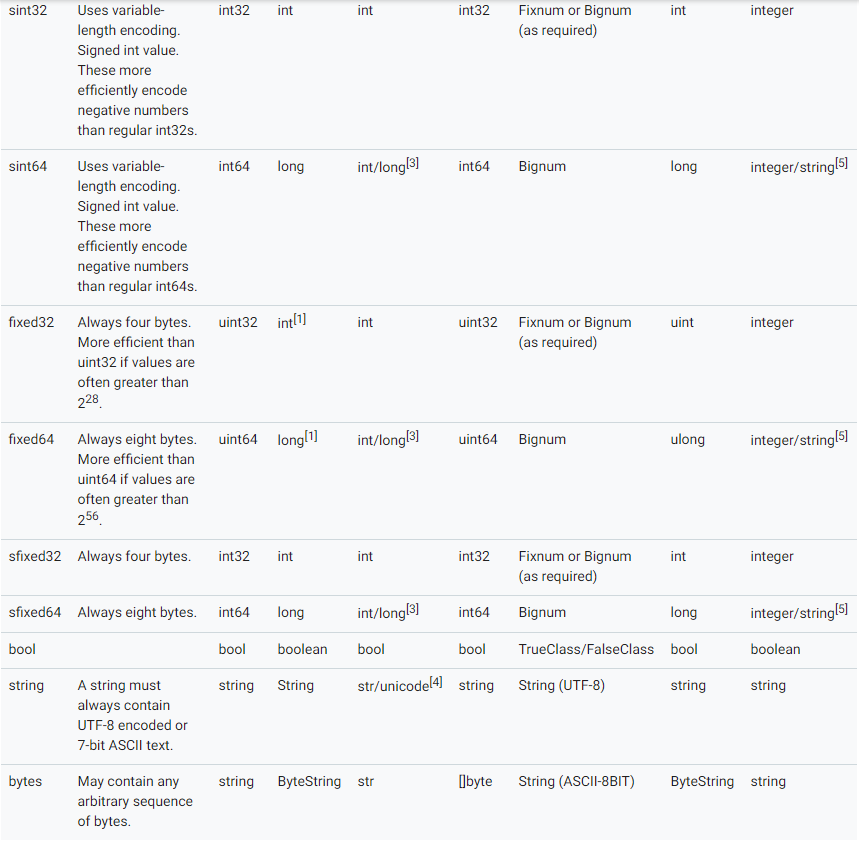 sint32 Uses variable- int32 int int int32 Fixnum or Bignum int integer
length encoding. (as required)
Signed int value.
These more
efficiently encode
negative numbers
than regular int32s.
sint64 Uses variable- int64 long int/long[3] int64 Bignum long integer/string[5]
length encoding.
Signed int value.
These more
efficiently encode
negative numbers
than regular int64s.
fixed32 Always four bytes. uint32 int[1] int uint32 Fixnum or Bignum uint integer
More efficient than (as required)
uint32 if values are
often greater than
2^28.
fixed64 Always eight bytes. uint64 long[1] int/long[3] uint64 Bignum ulong integer/string[5]
More efficient than
uint64 if values are
often greater than
2^56.
sfixed32 Always four bytes. int32 int int int32 Fixnum or Bignum int integer
(as required)
sfixed64 Always eight bytes. int64 long int/long[3] int64 Bignum long integer/string[5]
bool bool boolean bool bool TrueClass/FalseClass bool boolean
string A string must string String str/unicode[4] string String (UTF-8) string string
always contain
UTF-8 encoded or
7-bit ASCII text.
bytes May contain any string ByteString str []byte String (ASCII-8BIT) ByteString string
arbitrary sequence
of bytes.